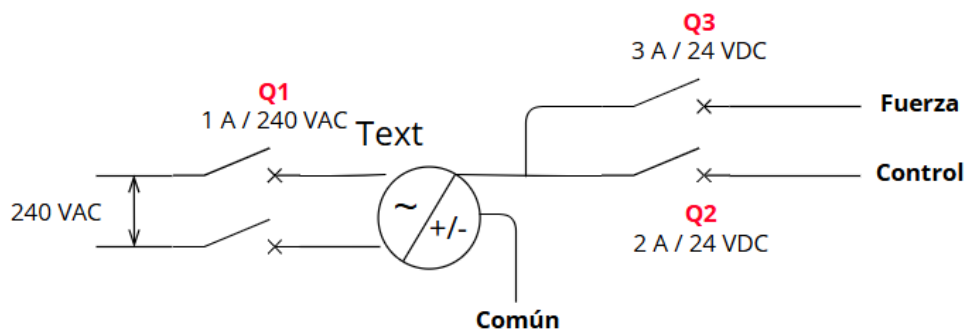 Q3
3 A / 24 VDC
Q1
1 A / 240 VAC
Text
Fuerza
Control
240 VAC
~
+/-
Q2
2 A / 24 VDC
Común